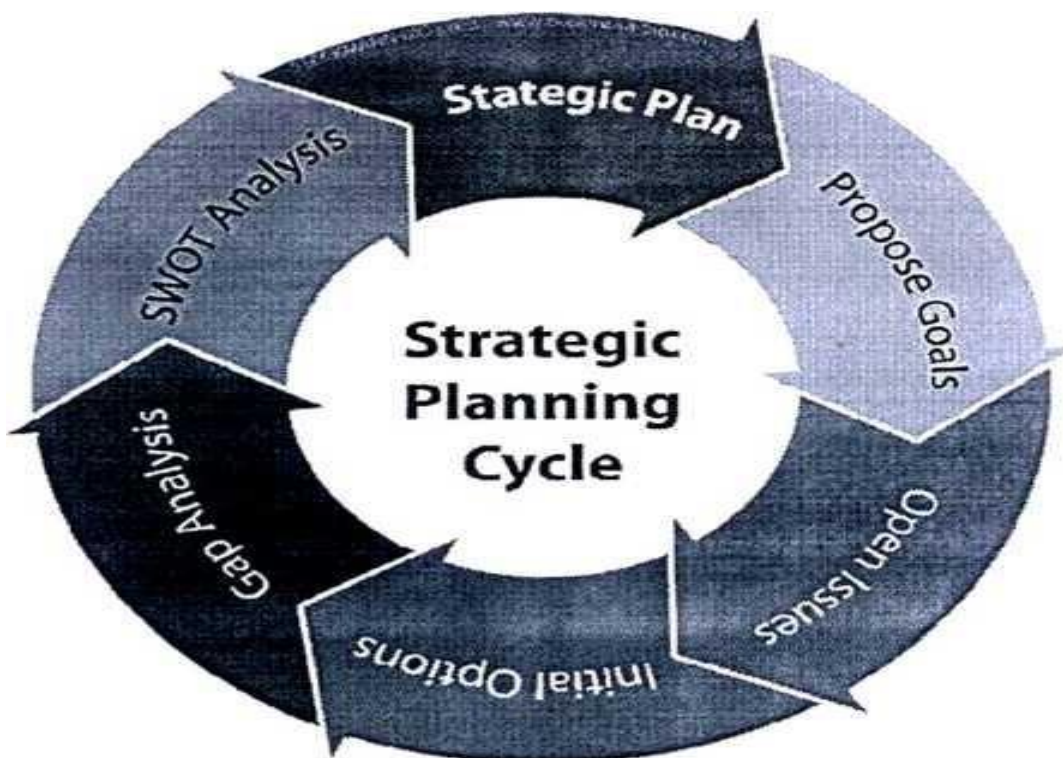 Stategic Plan
Propose Goals
Open Issues
Initial Options
Gap Analysis
SWOT Analysis
Strategic
Planning
Cycle